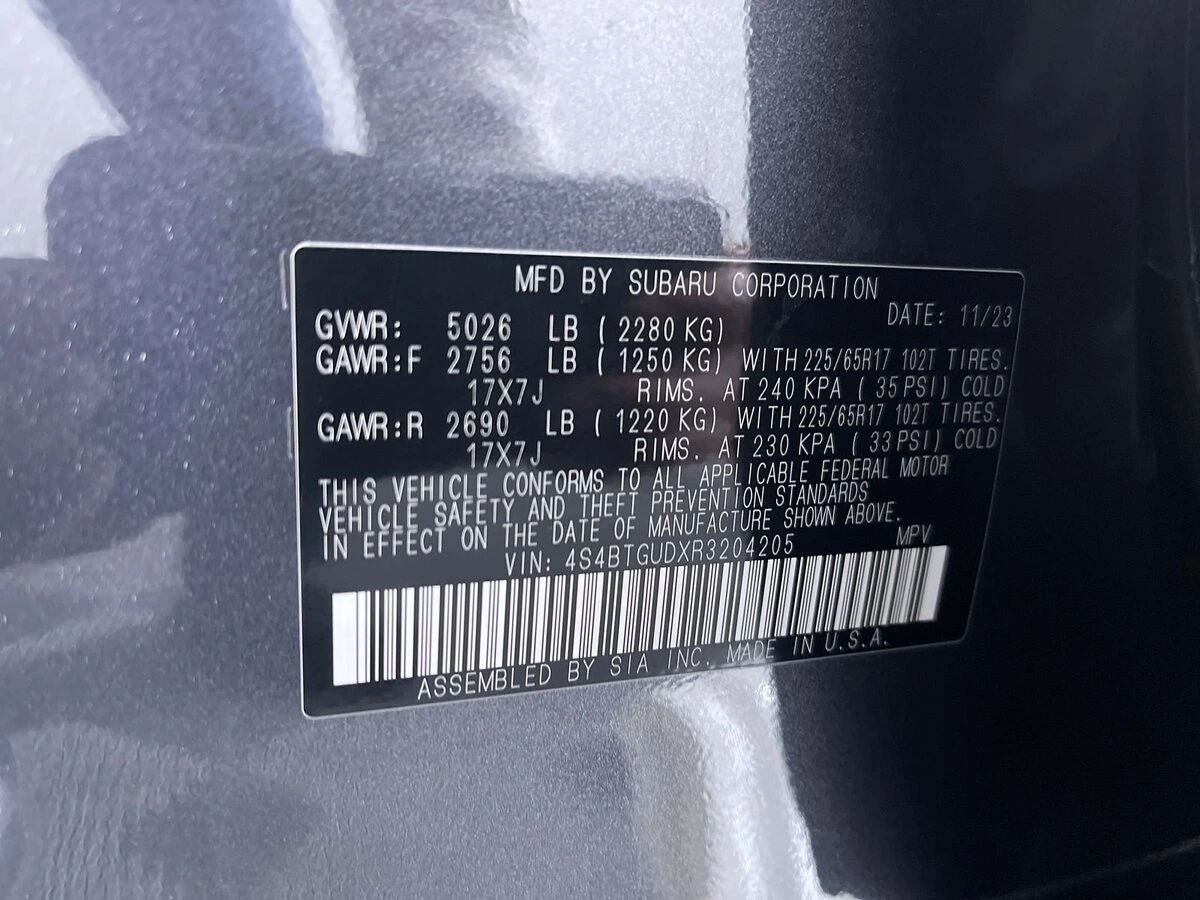 MFD BY SUBARU CORPORATION
DATE: 11/23
GVWR: 5026 LB ( 2280 KG)
GAWR:F 2756 LB ( 1250 KG) WITH 225/65R17 102T TIRES.
17X7J RIMS. AT 240 KPA ( 35 PSI) COLD
GAWR:R 2690 LB ( 1220 KG) WITH 225/65R17 102T TIRES.
17X7J RIMS. AT 230 KPA ( 33 PSI) COLD
THIS VEHICLE CONFORMS TO ALL APPLICABLE FEDERAL MOTOR
VEHICLE SAFETY AND THEFT PREVENTION STANDARDS
IN EFFECT ON THE DATE OF MANUFACTURE SHOWN ABOVE.
VIN: 4S4BTGUDXR3204205 MPV
ASSEMBLED BY SIA INC. MADE IN U.S.A.